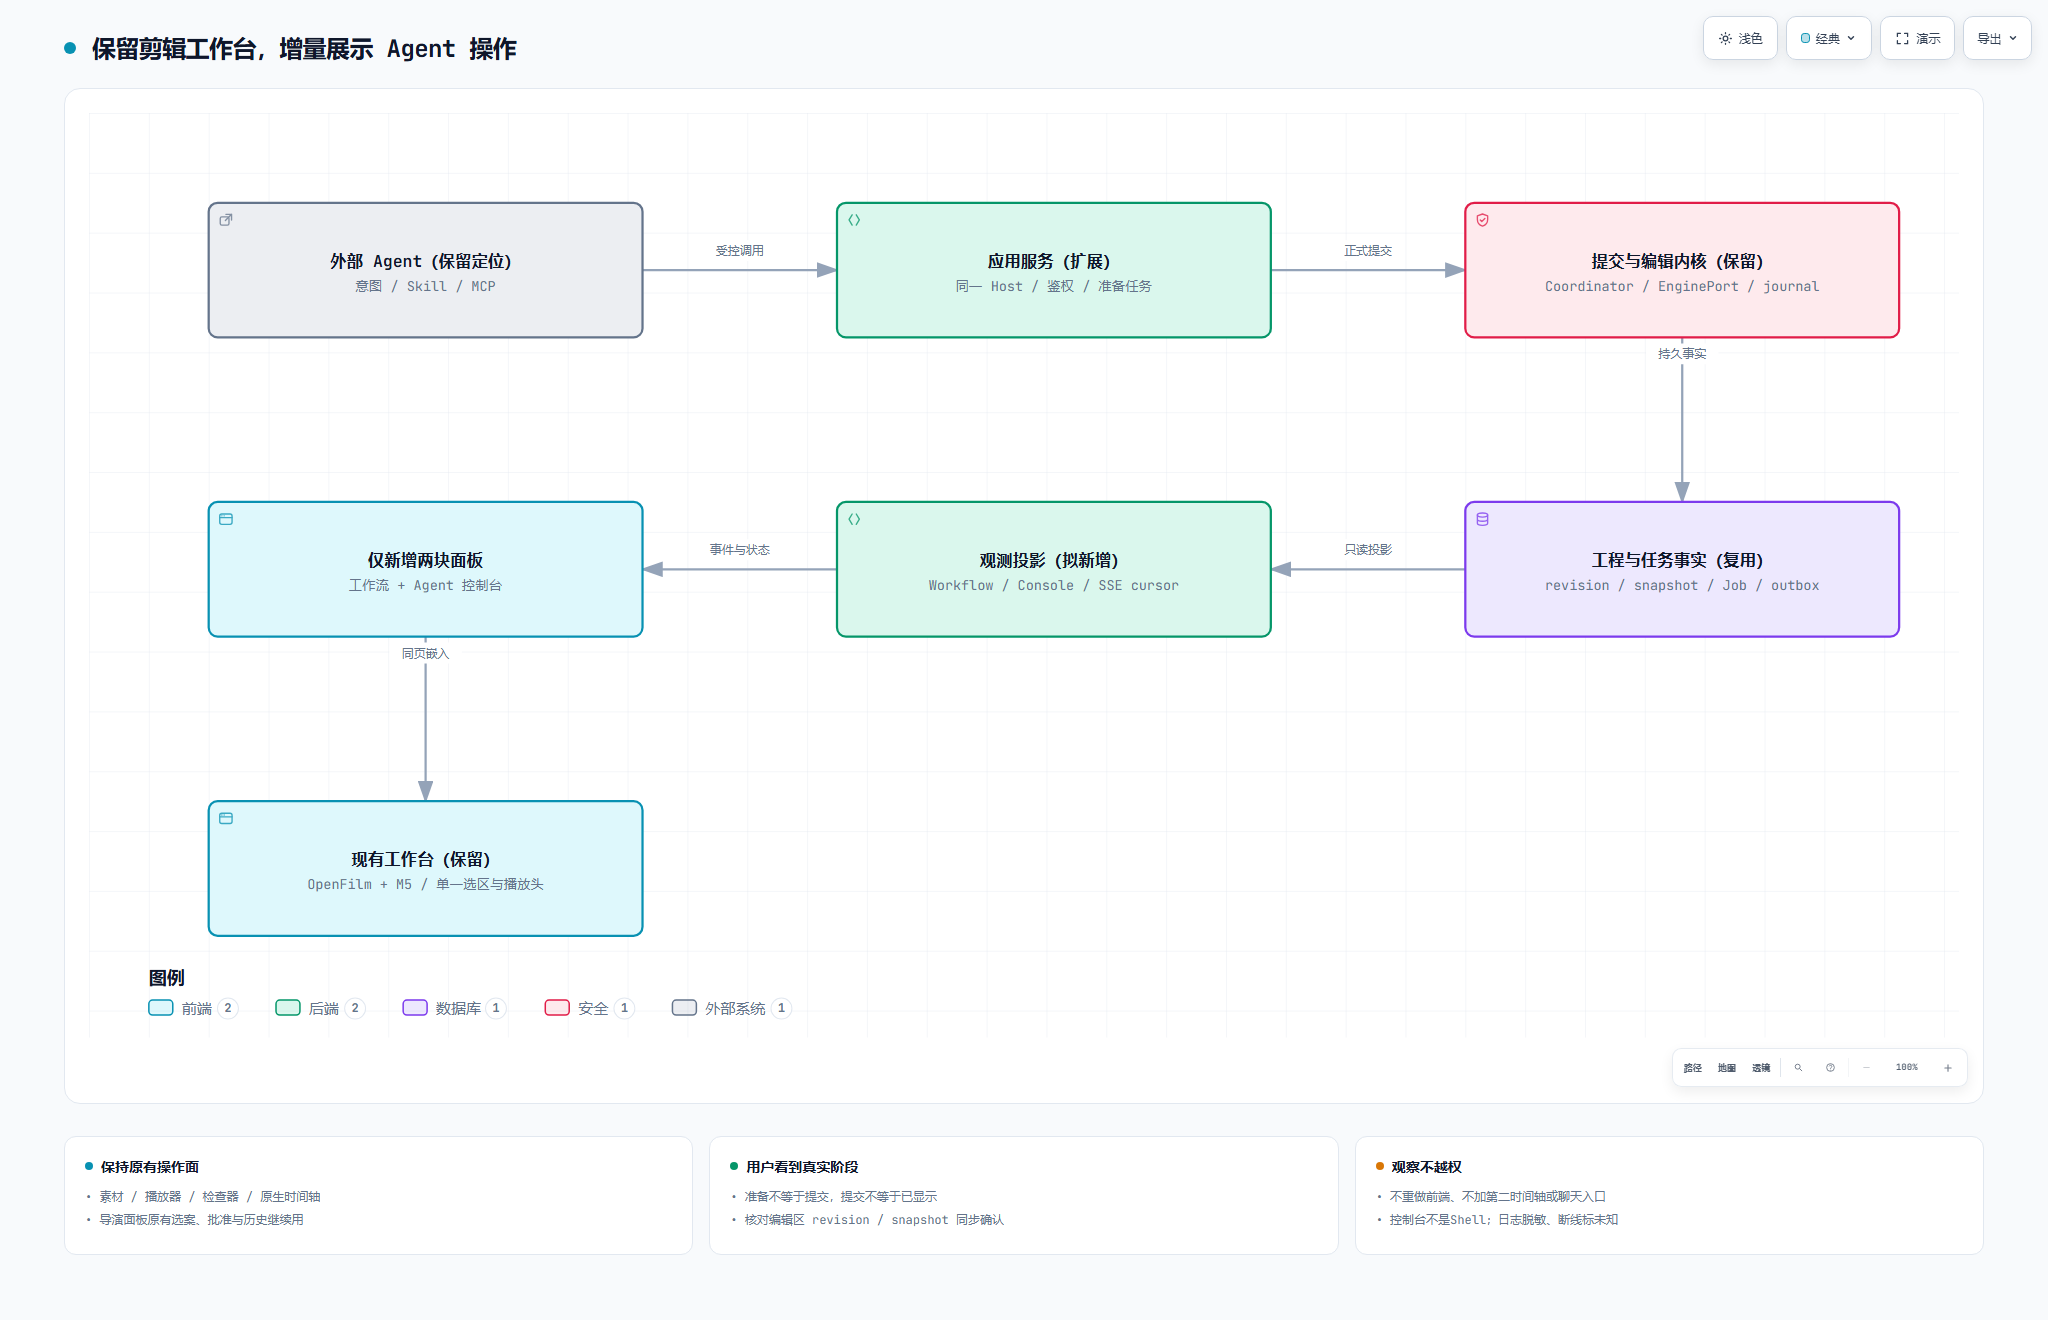 保留剪辑工作台，增量展示 Agent 操作
浅色
经典
演示
导出
外部 Agent（保留定位）
意图 / Skill / MCP
受控调用
应用服务（扩展）
同一 Host / 鉴权 / 准备任务
正式提交
提交与编辑内核（保留）
Coordinator / EnginePort / journal
持久事实
仅新增两块面板
工作流 + Agent 控制台
事件与状态
观测投影（拟新增）
Workflow / Console / SSE cursor
只读投影
工程与任务事实（复用）
revision / snapshot / Job / outbox
同页嵌入
现有工作台（保留）
OpenFilm + M5 / 单一选区与播放头
图例
前端 2
后端 2
数据库 1
安全 1
外部系统 1
路径
地图
透镜
100%
保持原有操作面
• 素材 / 播放器 / 检查器 / 原生时间轴
• 导演面板原有选案、批准与历史继续用
用户看到真实阶段
• 准备不等于提交，提交不等于已显示
• 核对编辑区 revision / snapshot 同步确认
观察不越权
• 不重做前端、不加第二时间轴或聊天入口
• 控制台不是Shell；日志脱敏、断线标未知